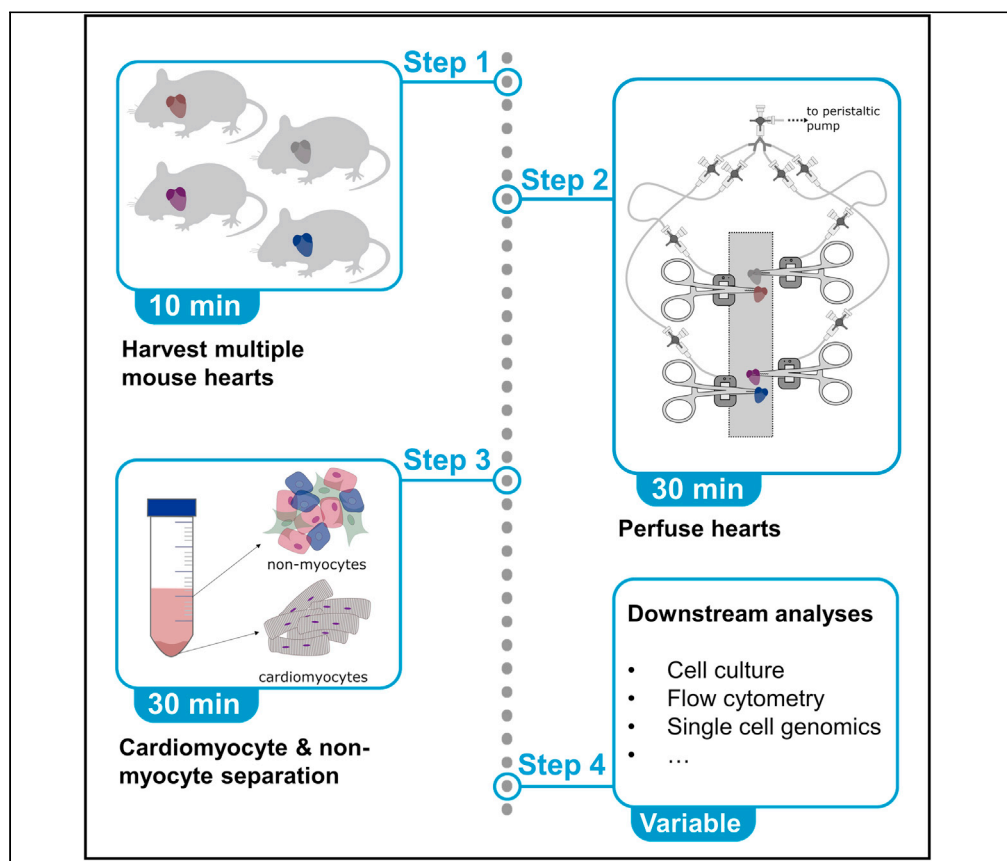 Step 1
10 min
Harvest multiple
mouse hearts
Step 2
to peristaltic
pump
30 min
Perfuse hearts
Step 3
non-myocytes
cardiomyocytes
30 min
Cardiomyocyte & non-
myocyte separation
Step 4
Downstream analyses
• Cell culture
• Flow cytometry
• Single cell genomics
• …
Variable